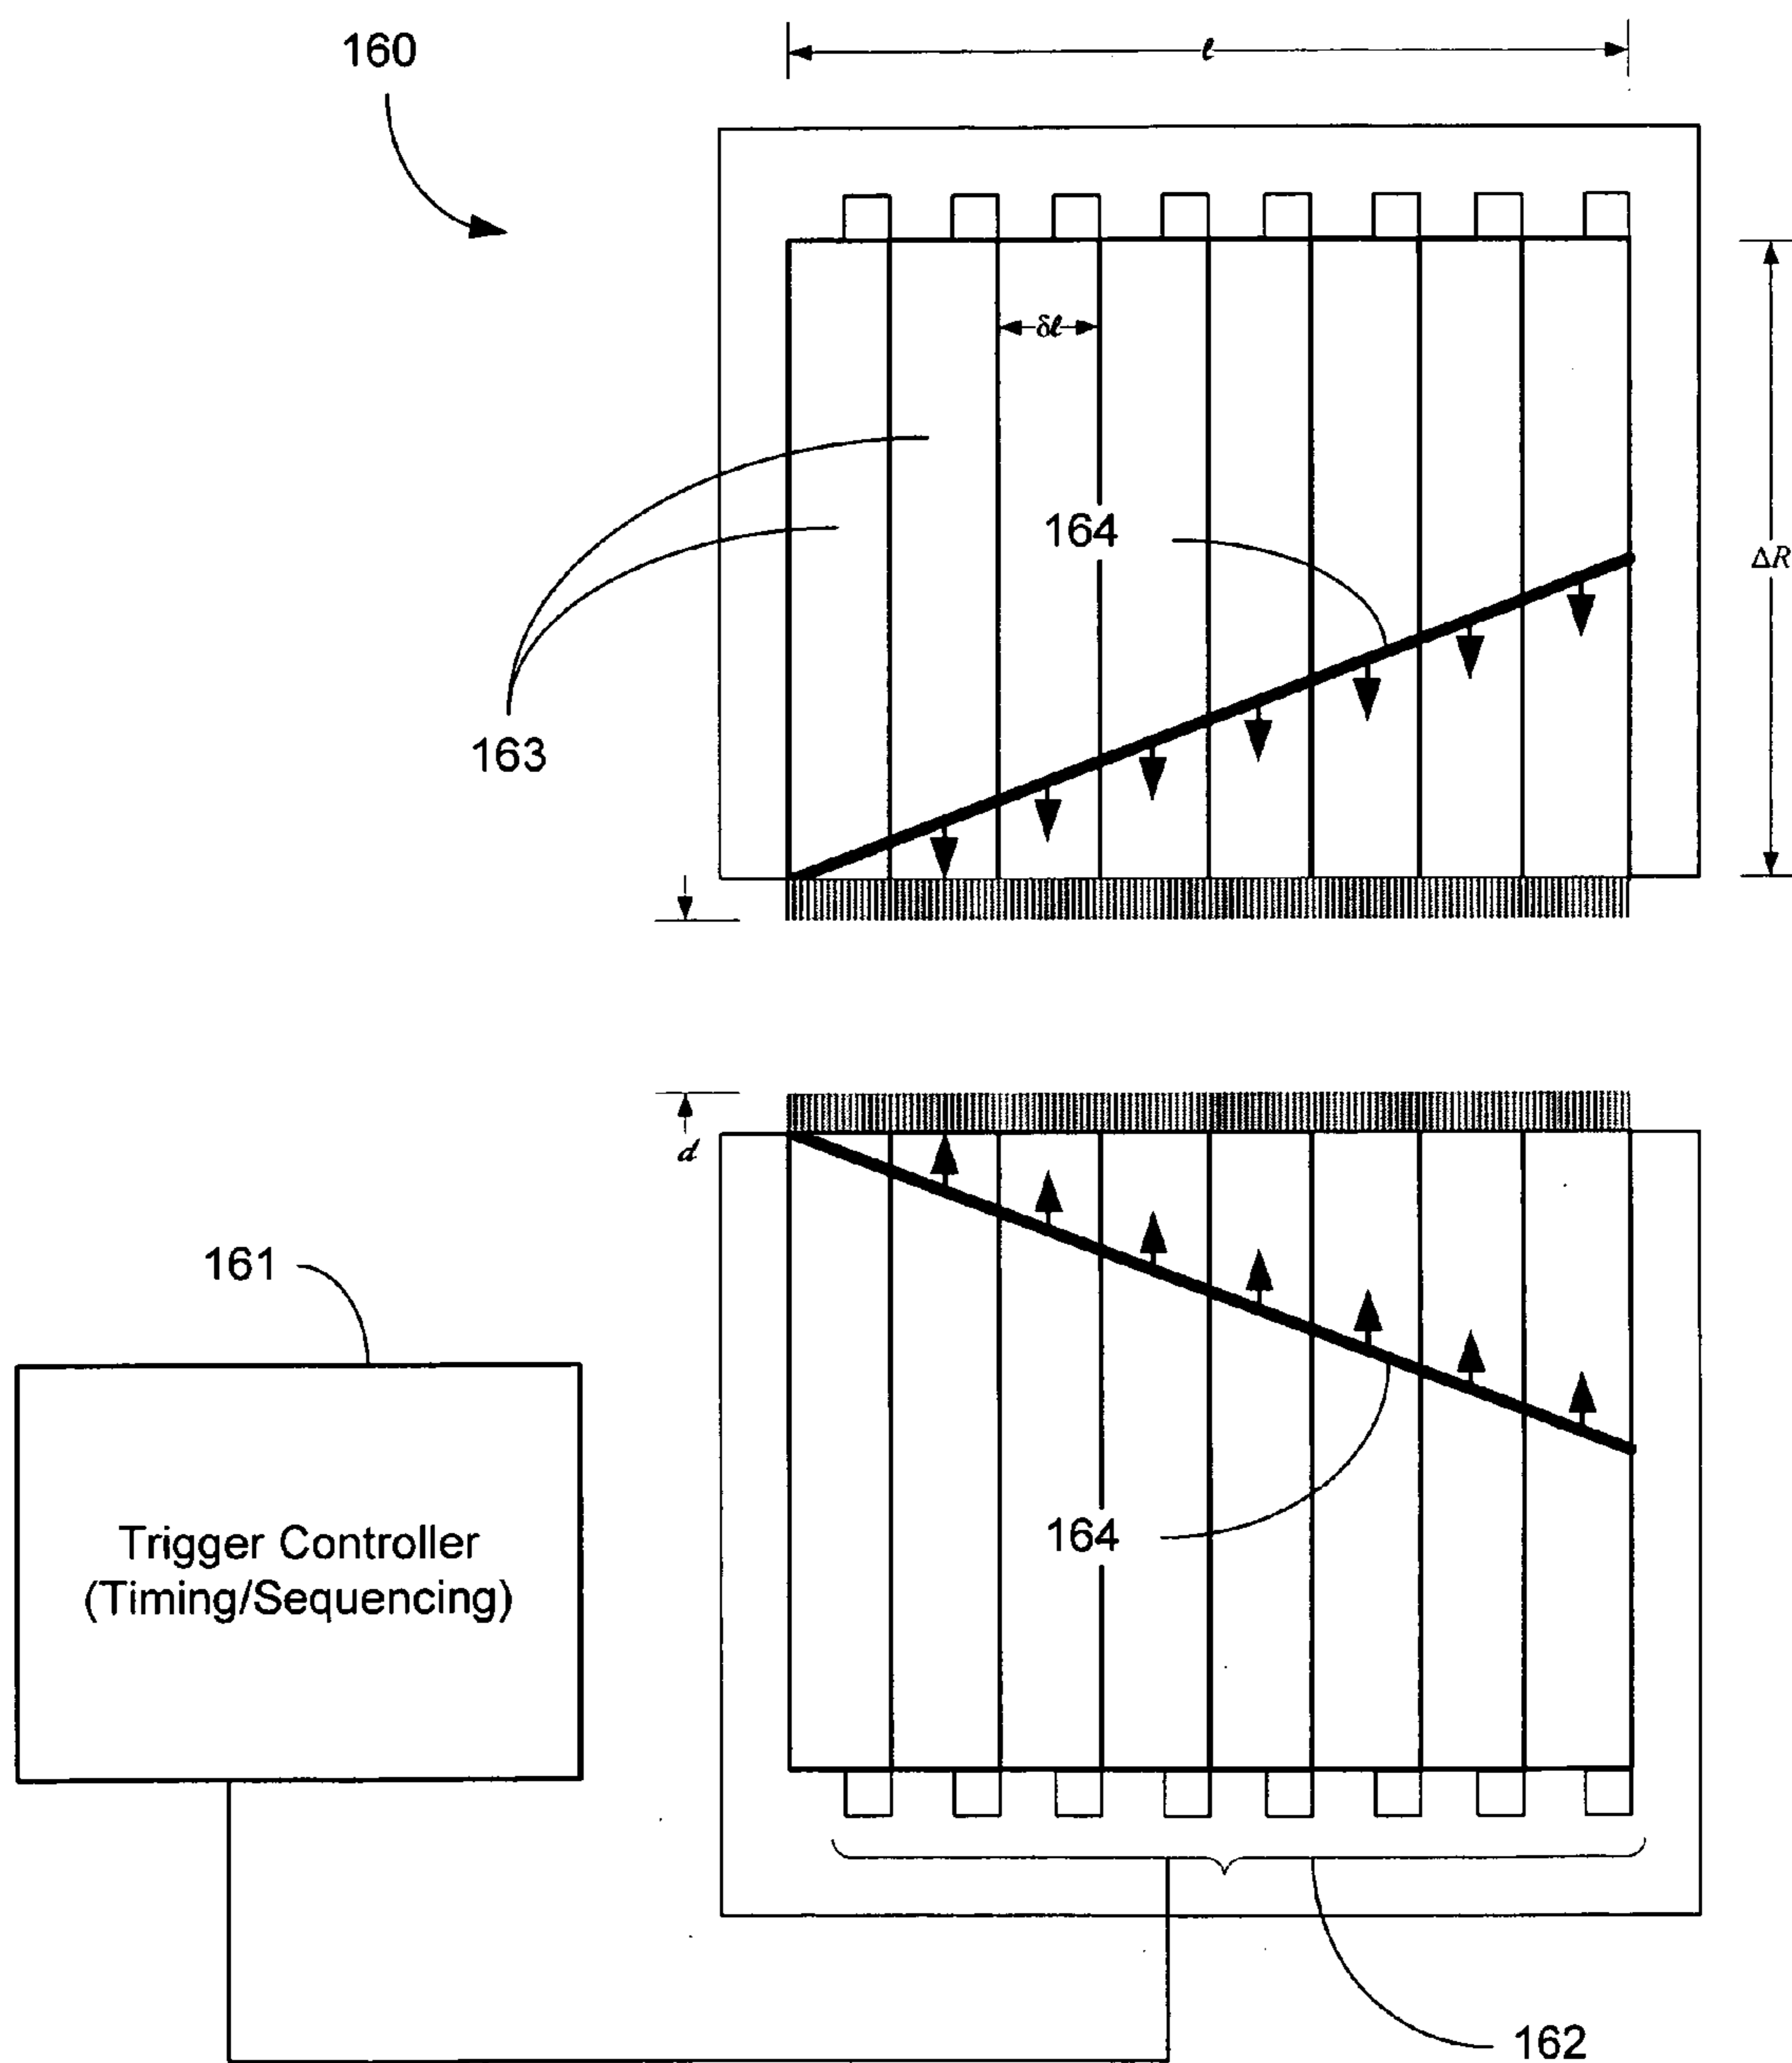 160
ℓ
δℓ
164
ΔR
163
d
161
Trigger Controller
(Timing/Sequencing)
164
162